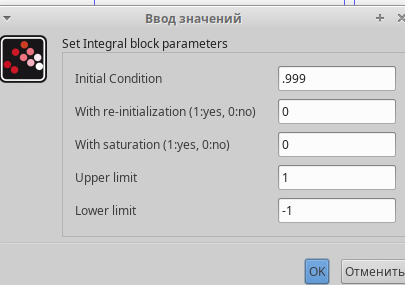 Ввод значений
Set Integral block parameters
Initial Condition .999
With re-initialization (1:yes, 0:no) 0
With saturation (1:yes, 0:no) 0
Upper limit 1
Lower limit -1
OK Отменить